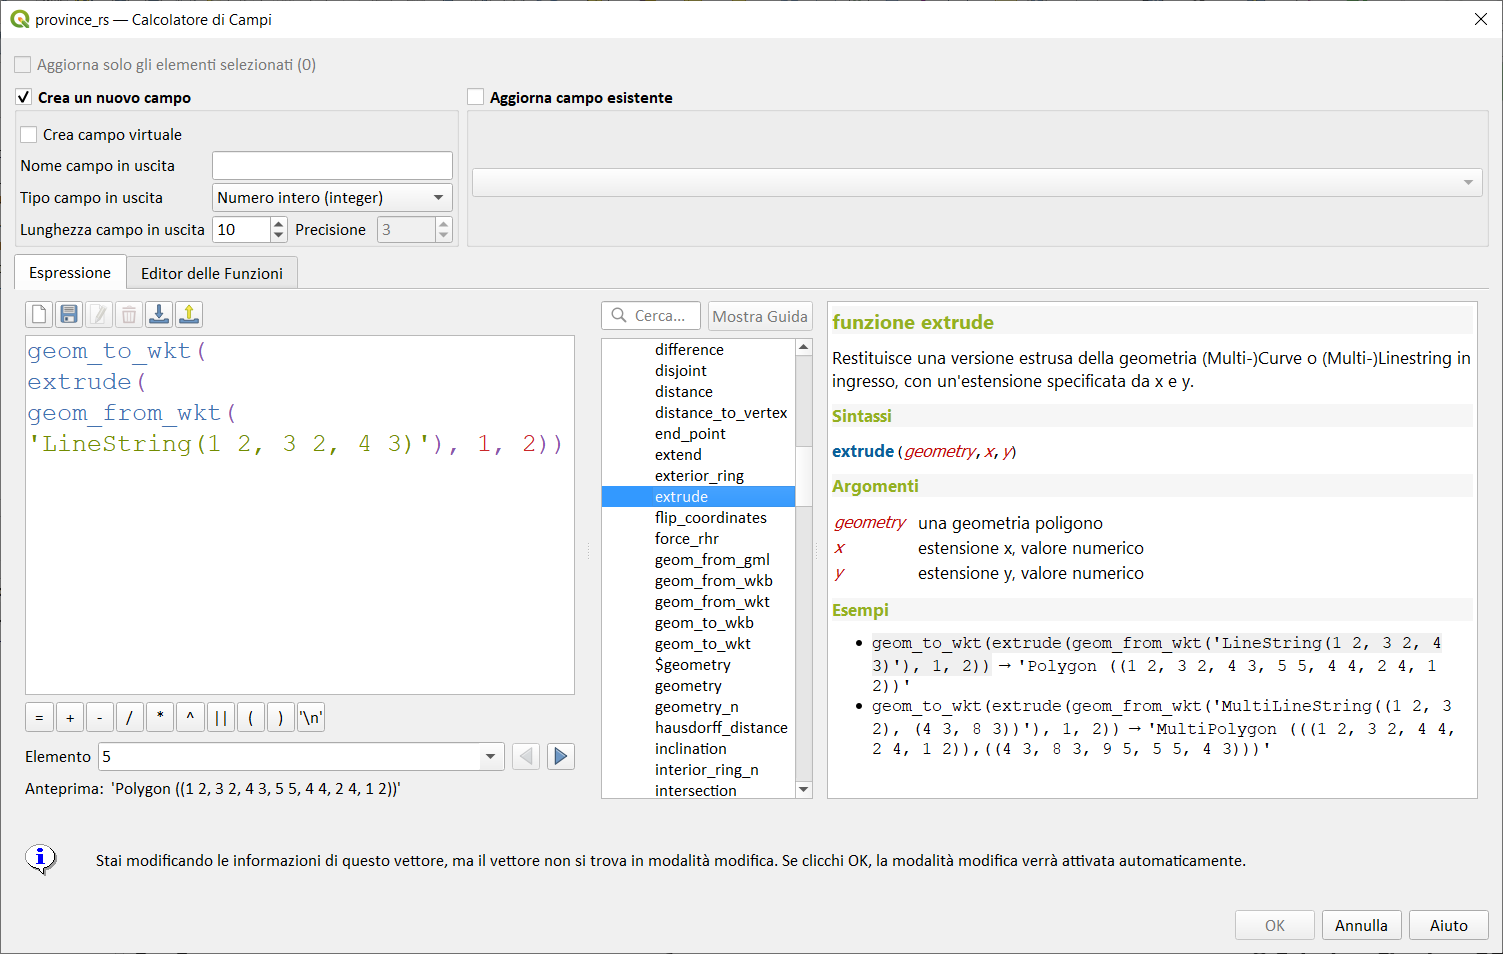 province_rs — Calcolatore di Campi
Aggiorna solo gli elementi selezionati (0)
Crea un nuovo campo
Aggiorna campo esistente
Crea campo virtuale
Nome campo in uscita
Tipo campo in uscita Numero intero (integer)
Lunghezza campo in uscita 10 Precisione 3
Espressione Editor delle Funzioni
geom_to_wkt(
extrude(
geom_from_wkt(
'LineString(1 2, 3 2, 4 3)'), 1, 2))
= + - / * ^ || ( ) '\n'
Elemento 5
Anteprima: 'Polygon ((1 2, 3 2, 4 3, 5 5, 4 4, 2 4, 1 2))'
Cerca... Mostra Guida
difference
disjoint
distance
distance_to_vertex
end_point
extend
exterior_ring
extrude
flip_coordinates
force_rhr
geom_from_gml
geom_from_wkb
geom_from_wkt
geom_to_wkb
geom_to_wkt
$geometry
geometry
geometry_n
hausdorff_distance
inclination
interior_ring_n
intersection
funzione extrude
Restituisce una versione estrusa della geometria (Multi-)Curve o (Multi-)Linestring in
ingresso, con un'estensione specificata da x e y.
Sintassi
extrude(geometry, x, y)
Argomenti
geometry una geometria poligono
x estensione x, valore numerico
y estensione y, valore numerico
Esempi
• geom_to_wkt(extrude(geom_from_wkt('LineString(1 2, 3 2, 4
3)'), 1, 2)) → 'Polygon ((1 2, 3 2, 4 3, 5 5, 4 4, 2 4, 1
2))'
• geom_to_wkt(extrude(geom_from_wkt('MultiLineString((1 2, 3
2), (4 3, 8 3))'), 1, 2)) → 'MultiPolygon (((1 2, 3 2, 4 4,
2 4, 1 2)),((4 3, 8 3, 9 5, 5 5, 4 3)))'
Stai modificando le informazioni di questo vettore, ma il vettore non si trova in modalità modifica. Se clicchi OK, la modalità modifica verrà attivata automaticamente.
OK Annulla Aiuto